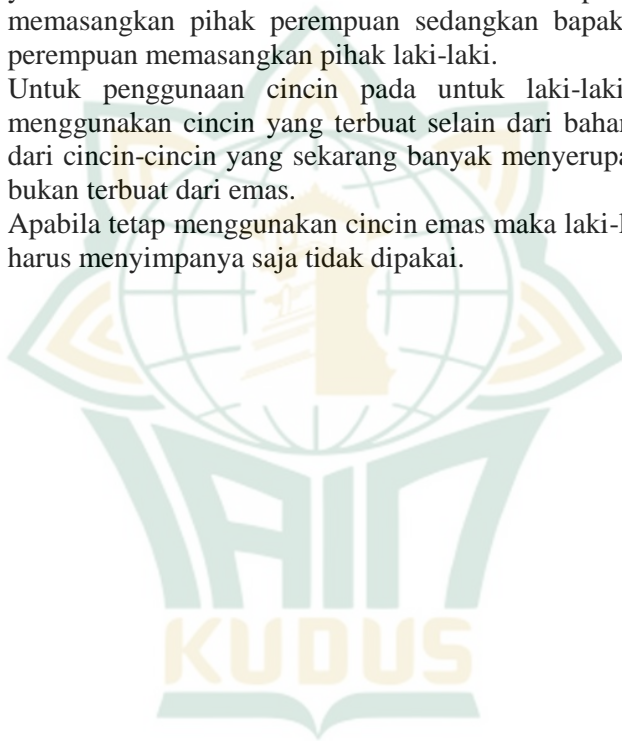 memasangkan pihak perempuan sedangkan bapak
perempuan memasangkan pihak laki-laki.
Untuk penggunaan cincin pada untuk laki-laki
menggunakan cincin yang terbuat selain dari bahan
dari cincin-cincin yang sekarang banyak menyerupa
bukan terbuat dari emas.
Apabila tetap menggunakan cincin emas maka laki-l
harus menyimpanya saja tidak dipakai.
IAIN
KUDUS